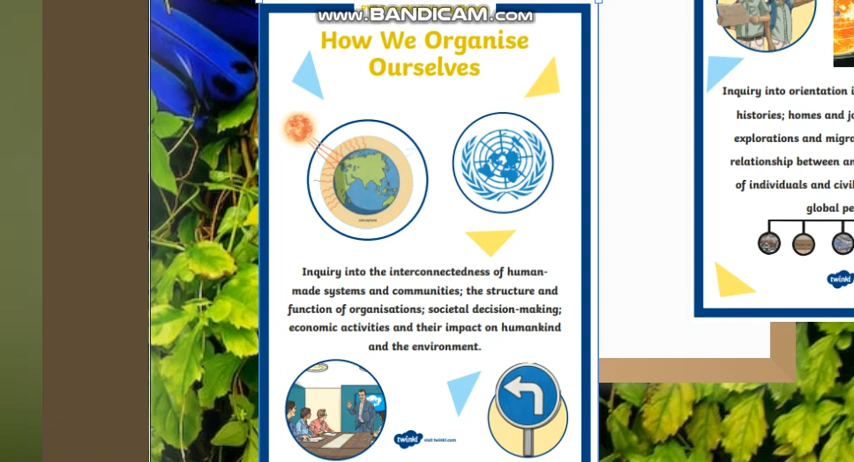 www.BANDICAM.com
How We Organise
Ourselves
Inquiry into the interconnectedness of human-
made systems and communities; the structure and
function of organisations; societal decision-making;
economic activities and their impact on humankind
and the environment.
twinkl visit twinkl.com
Inquiry into orientation i
histories; homes and jo
explorations and migra
relationship between an
of individuals and civil
global pe
twinkl